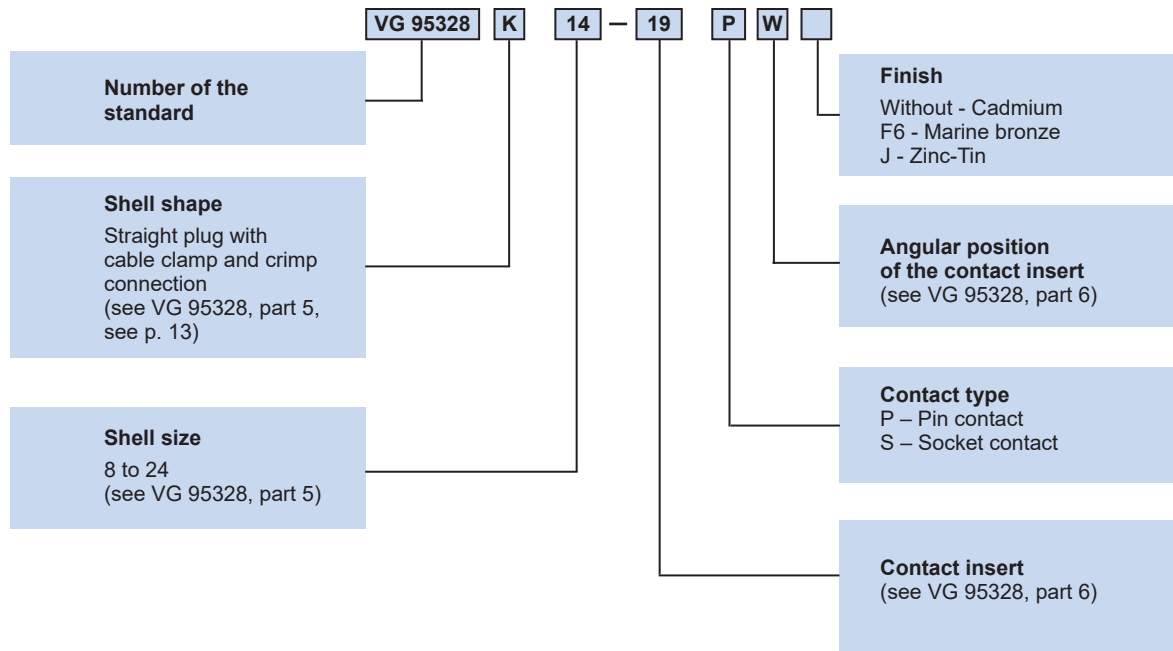 VG 95328 K 14 – 19 P W
Number of the
standard
Shell shape
Straight plug with
cable clamp and crimp
connection
(see VG 95328, part 5,
see p. 13)
Shell size
8 to 24
(see VG 95328, part 5)
Finish
Without - Cadmium
F6 - Marine bronze
J - Zinc-Tin
Angular position
of the contact insert
(see VG 95328, part 6)
Contact type
P – Pin contact
S – Socket contact
Contact insert
(see VG 95328, part 6)